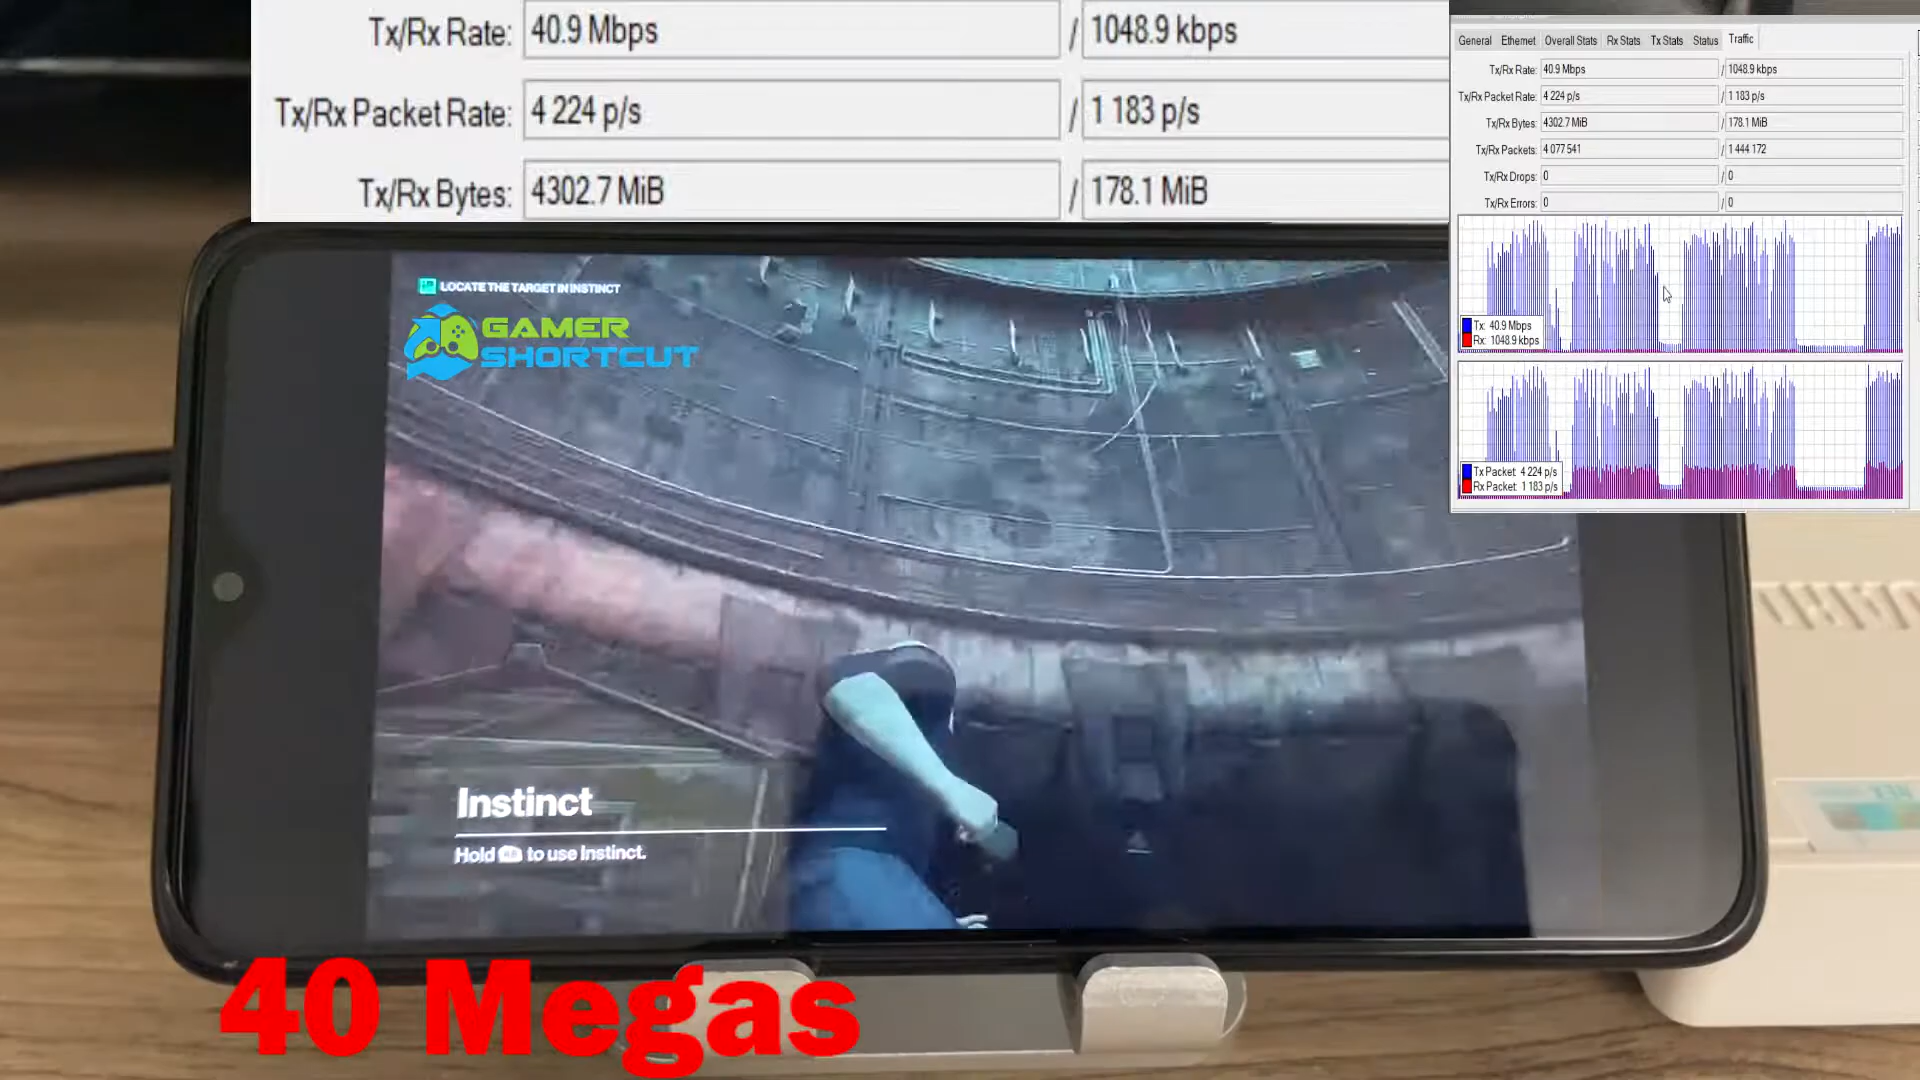 Tx/Rx Rate: 40.9 Mbps / 1048.9 kbps
Tx/Rx Packet Rate: 4 224 p/s / 1 183 p/s
Tx/Rx Bytes: 4302.7 MiB / 178.1 MiB
General Ethernet Overall Stats Rx Stats Tx Stats Status Traffic
Tx/Rx Rate: 40.9 Mbps / 1048.9 kbps
Tx/Rx Packet Rate: 4 224 p/s / 1 183 p/s
Tx/Rx Bytes: 4302.7 MiB / 178.1 MiB
Tx/Rx Packets: 4 077 541 / 1 444 172
Tx/Rx Drops: 0 / 0
Tx/Rx Errors: 0 / 0
Tx: 40.9 Mbps
Rx: 1048.9 kbps
Tx Packet: 4 224 p/s
Rx Packet: 1 183 p/s
LOCATE THE TARGET IN INSTINCT
GAMER
SHORTCUT
Instinct
Hold RB to use Instinct.
40 Megas